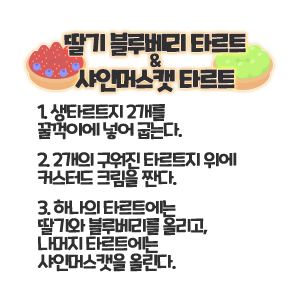 딸기 블루베리 타르트
&
샤인머스캣 타르트
1. 생타르트지 2개를
꿀꺽이에 넣어 굽는다.
2. 2개의 구워진 타르트지 위에
커스터드 크림을 짠다.
3. 하나의 타르트에는
딸기와 블루베리를 올리고,
나머지 타르트에는
샤인머스캣을 올린다.